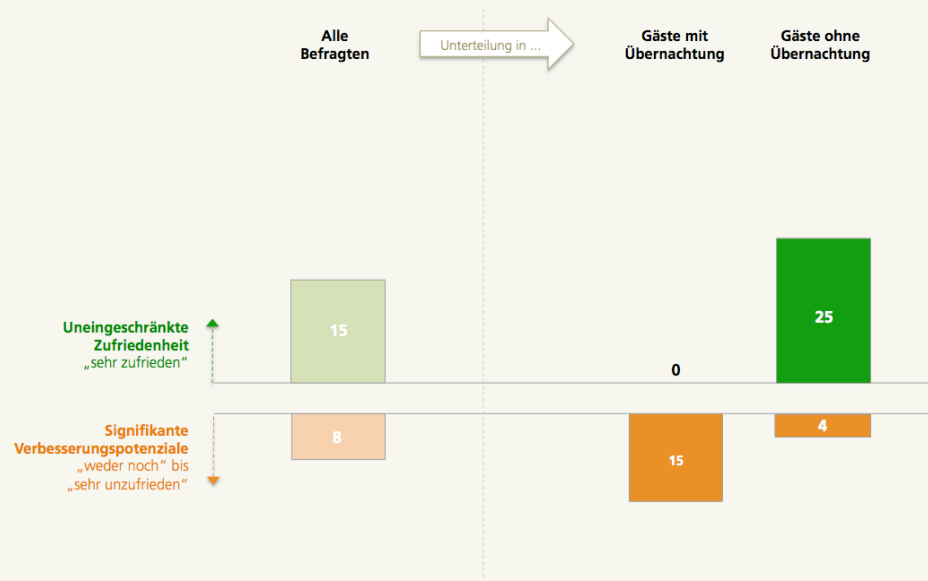 Alle
Befragten
Unterteilung in ...
Gäste mit
Übernachtung
Gäste ohne
Übernachtung
Uneingeschränkte
Zufriedenheit
„sehr zufrieden“
15
0
25
Signifikante
Verbesserungspotenziale
„weder noch“ bis
„sehr unzufrieden“
8
15
4